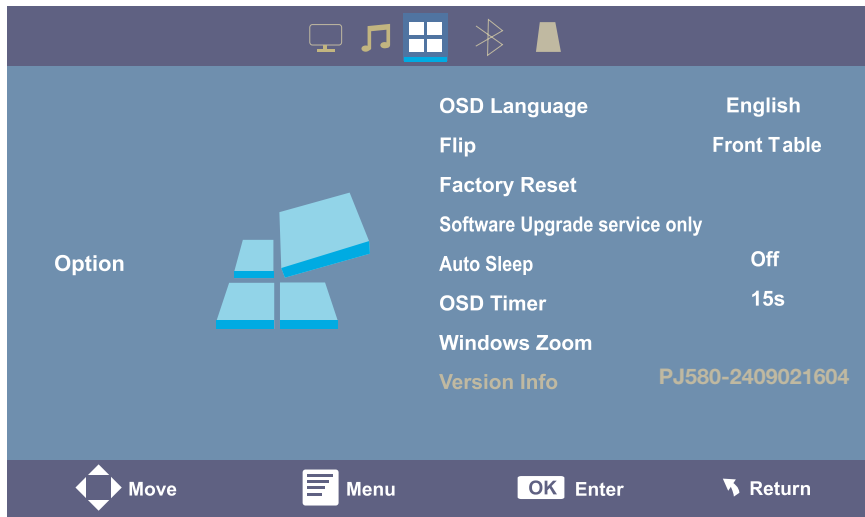 OSD Language English
Flip Front Table
Factory Reset
Software Upgrade service only
Option
Auto Sleep Off
OSD Timer 15s
Windows Zoom
Version Info PJ580-2409021604
Move Menu OK Enter Return